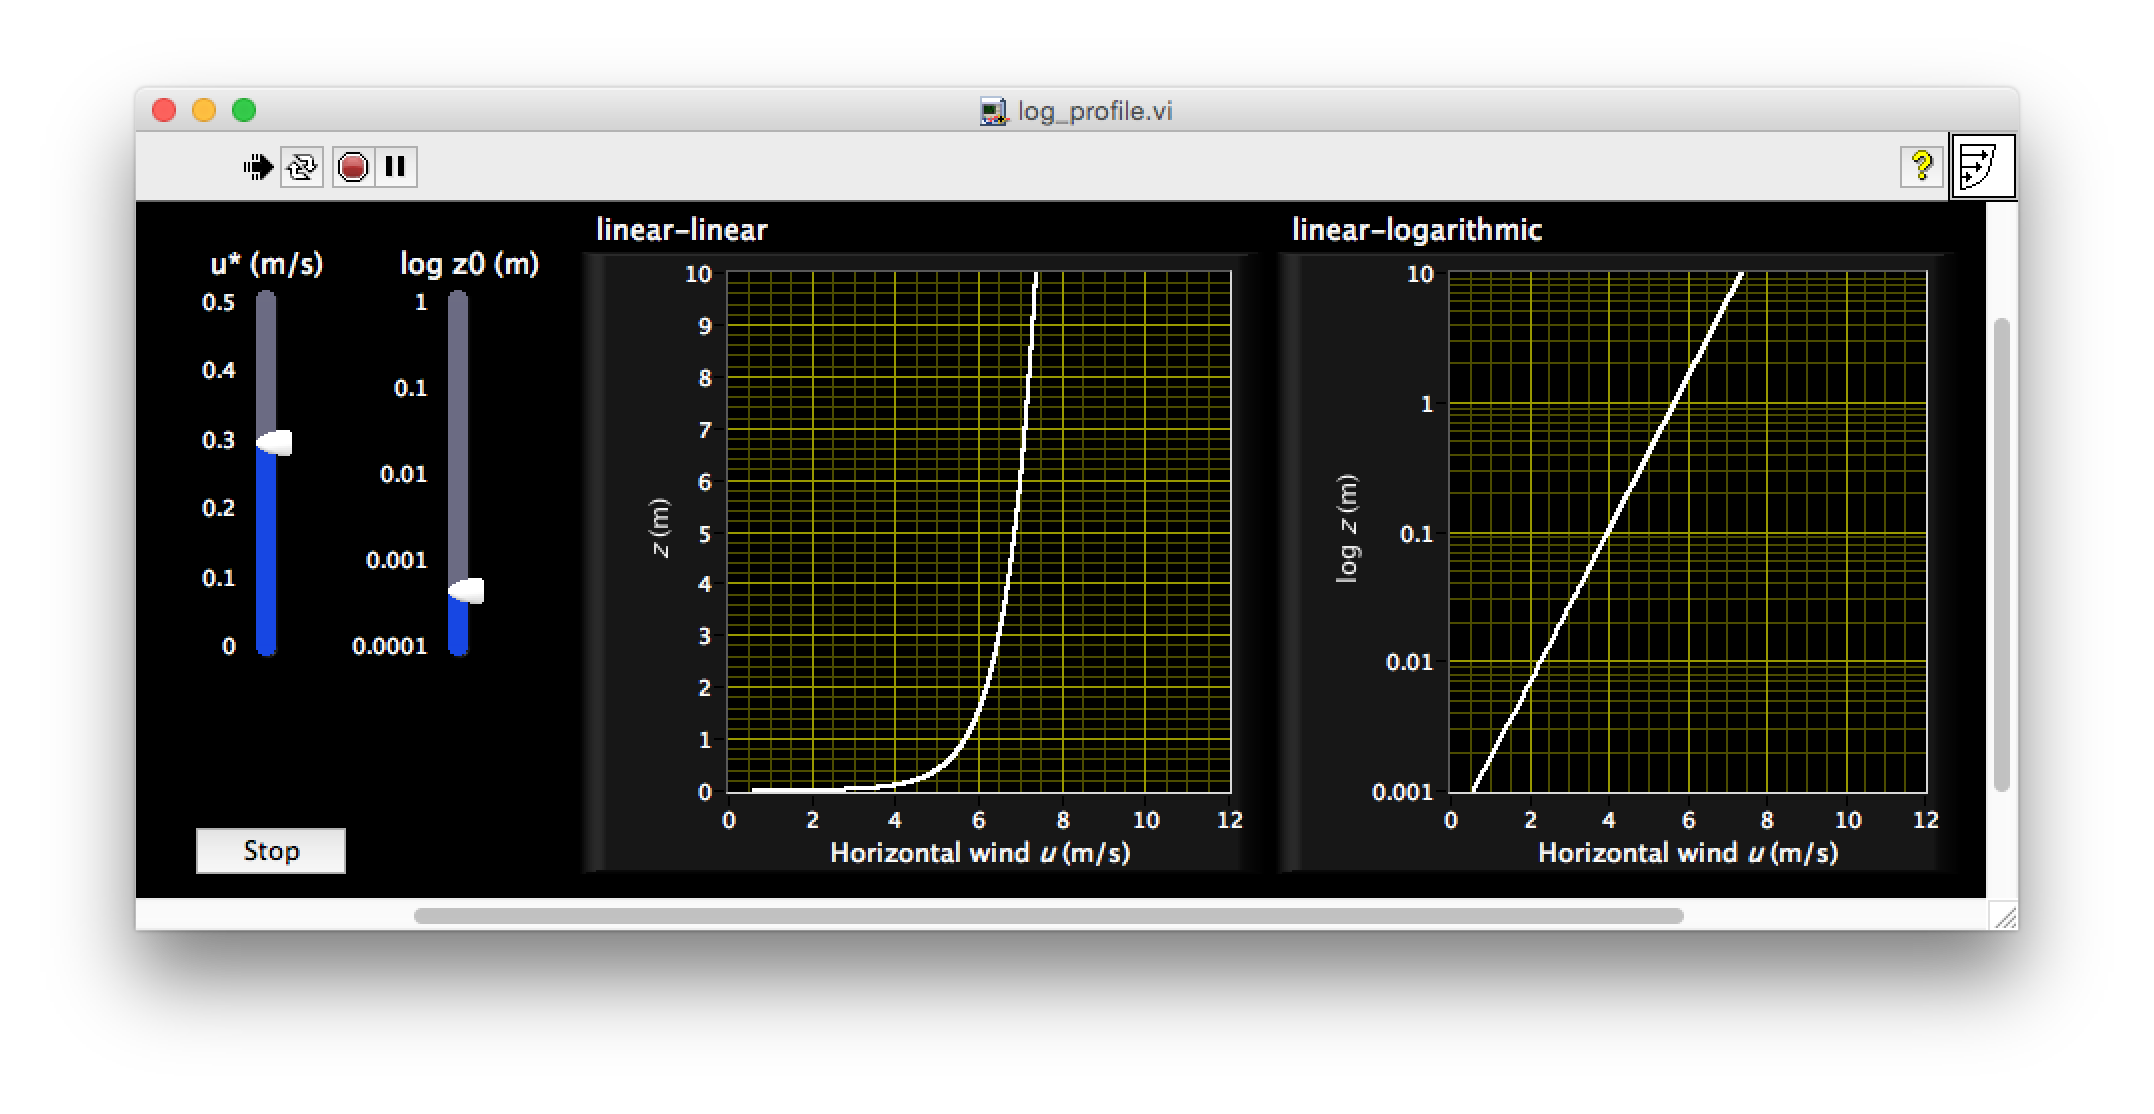 log_profile.vi
?
u* (m/s)
0.5
0.4
0.3
0.2
0.1
0
log z0 (m)
1
0.1
0.01
0.001
0.0001
Stop
linear-linear
z (m)
10
9
8
7
6
5
4
3
2
1
0
0 2 4 6 8 10 12
Horizontal wind u (m/s)
linear-logarithmic
log z (m)
10
1
0.1
0.01
0.001
0 2 4 6 8 10 12
Horizontal wind u (m/s)